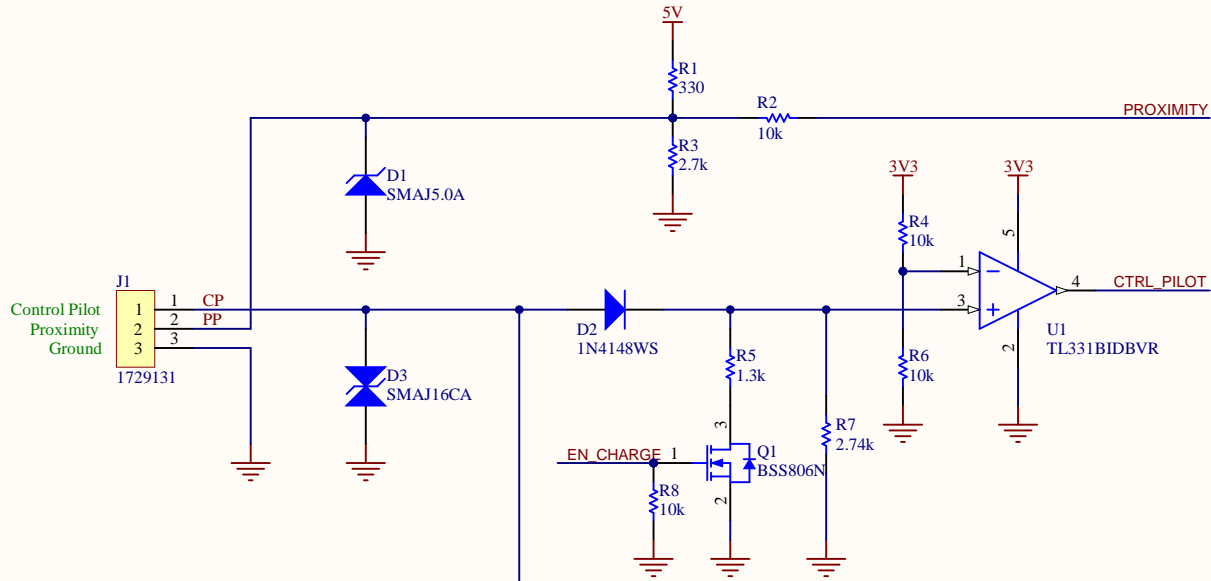 5V
R1
330
R2
10k
PROXIMITY
R3
2.7k
D1
SMAJ5.0A
3V3
3V3
R4
10k
5
1
4
CTRL_PILOT
3
U1
TL331BIDBVR
2
R6
10k
J1
Control Pilot
1
1
CP
Proximity
2
2
PP
Ground
3
3
1729131
D2
1N4148WS
D3
SMAJ16CA
R5
1.3k
R7
2.74k
3
EN_CHARGE
1
Q1
BSS806N
2
R8
10k